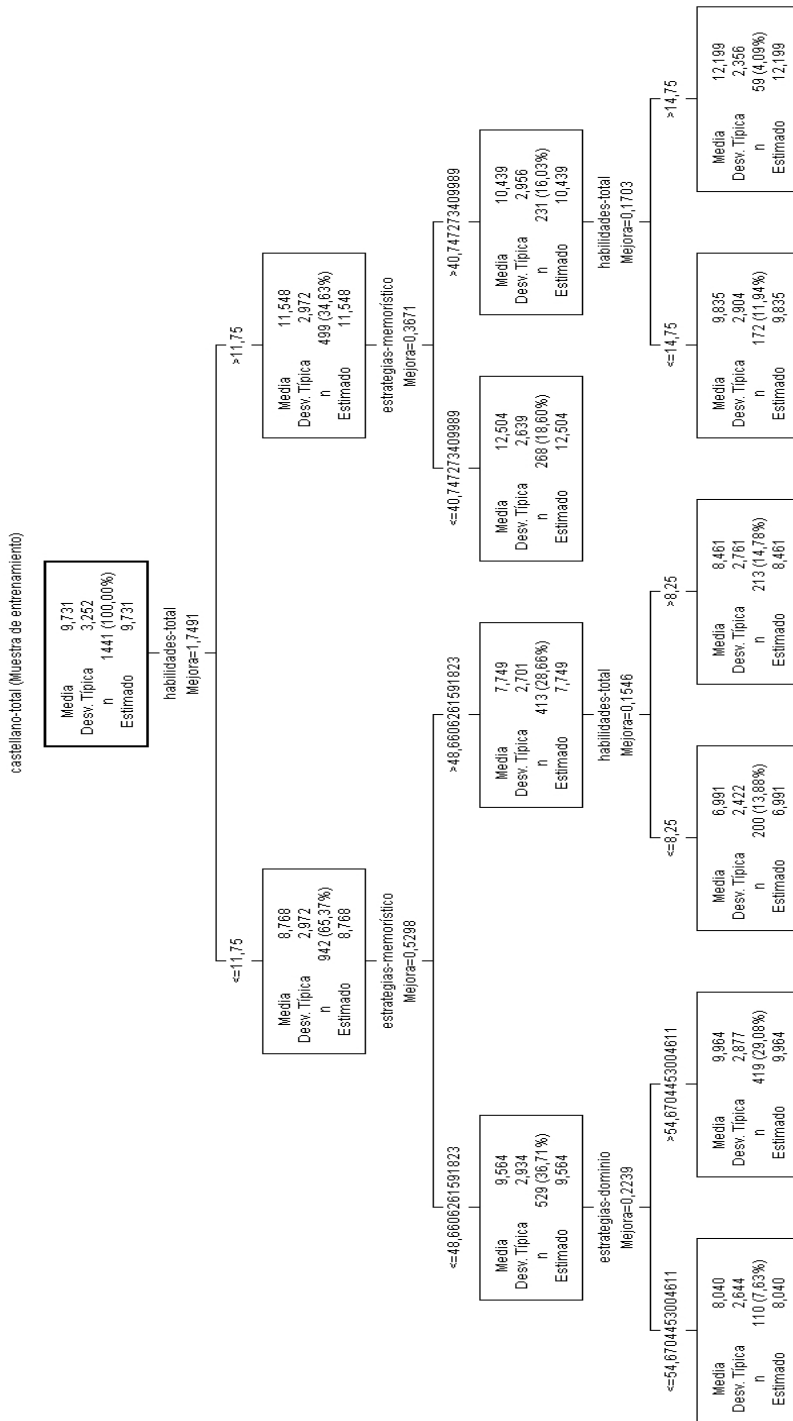 castellano-total (Muestra de entrenamiento)
Media 9,731
Desv. Típica 3,252
n 1441 (100,00%)
Estimado 9,731
habilidades-total
Mejora=1,7491
<=11,75
>11,75
Media 8,768
Desv. Típica 2,972
n 942 (65,37%)
Estimado 8,768
estrategias-memorístico
Mejora=0,5298
Media 11,548
Desv. Típica 2,972
n 499 (34,63%)
Estimado 11,548
estrategias-memorístico
Mejora=0,3671
<=48,6606261591823
>48,6606261591823
<=40,747273409989
>40,747273409989
Media 9,564
Desv. Típica 2,934
n 529 (36,71%)
Estimado 9,564
estrategias-dominio
Mejora=0,2239
Media 7,749
Desv. Típica 2,701
n 413 (28,66%)
Estimado 7,749
habilidades-total
Mejora=0,1546
Media 12,504
Desv. Típica 2,639
n 268 (18,60%)
Estimado 12,504
Media 10,439
Desv. Típica 2,956
n 231 (16,03%)
Estimado 10,439
habilidades-total
Mejora=0,1703
<=54,6704453004611
>54,6704453004611
<=8,25
>8,25
<=14,75
>14,75
Media 8,040
Desv. Típica 2,644
n 110 (7,63%)
Estimado 8,040
Media 9,964
Desv. Típica 2,877
n 419 (29,08%)
Estimado 9,964
Media 6,991
Desv. Típica 2,422
n 200 (13,88%)
Estimado 6,991
Media 8,461
Desv. Típica 2,761
n 213 (14,78%)
Estimado 8,461
Media 9,835
Desv. Típica 2,904
n 172 (11,94%)
Estimado 9,835
Media 12,199
Desv. Típica 2,356
n 59 (4,09%)
Estimado 12,199